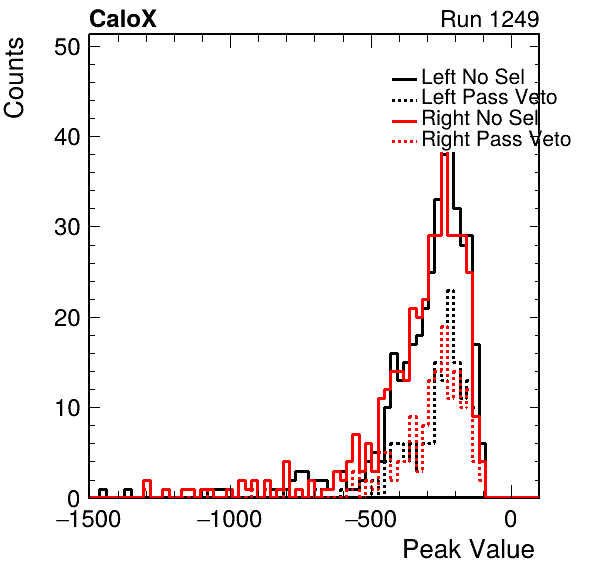 CaloX Run 1249
Counts
50
Left No Sel
Left Pass Veto
Right No Sel
Right Pass Veto
40
30
20
10
0
−1500 −1000 −500 0
Peak Value